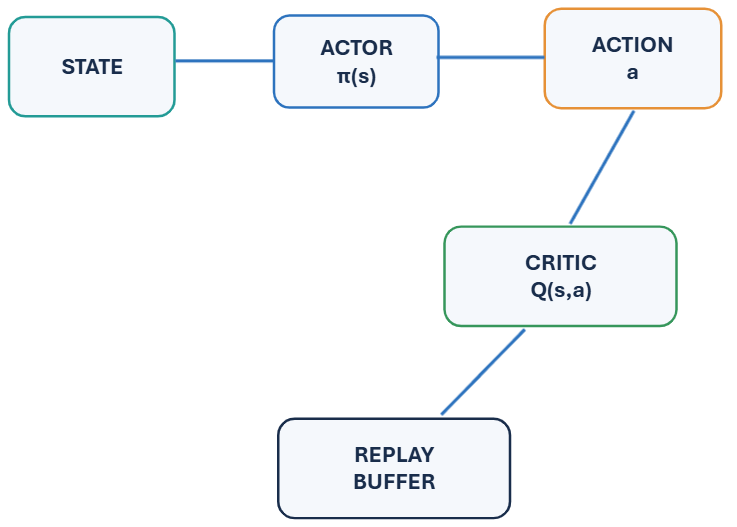 STATE
ACTOR
π(s)
ACTION
a
CRITIC
Q(s,a)
REPLAY
BUFFER